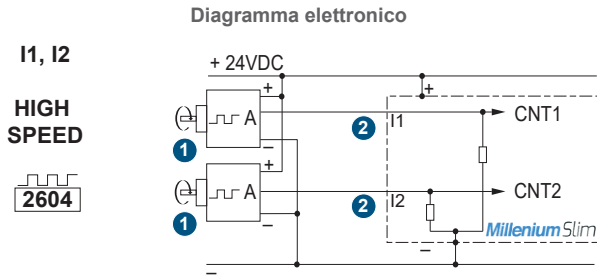 Diagramma elettronico
I1, I2
HIGH
SPEED
2604
+ 24VDC
+
+
A
1
–
2
I1
CNT1
+
A
1
–
2
I2
CNT2
Millenium Slim
–
–